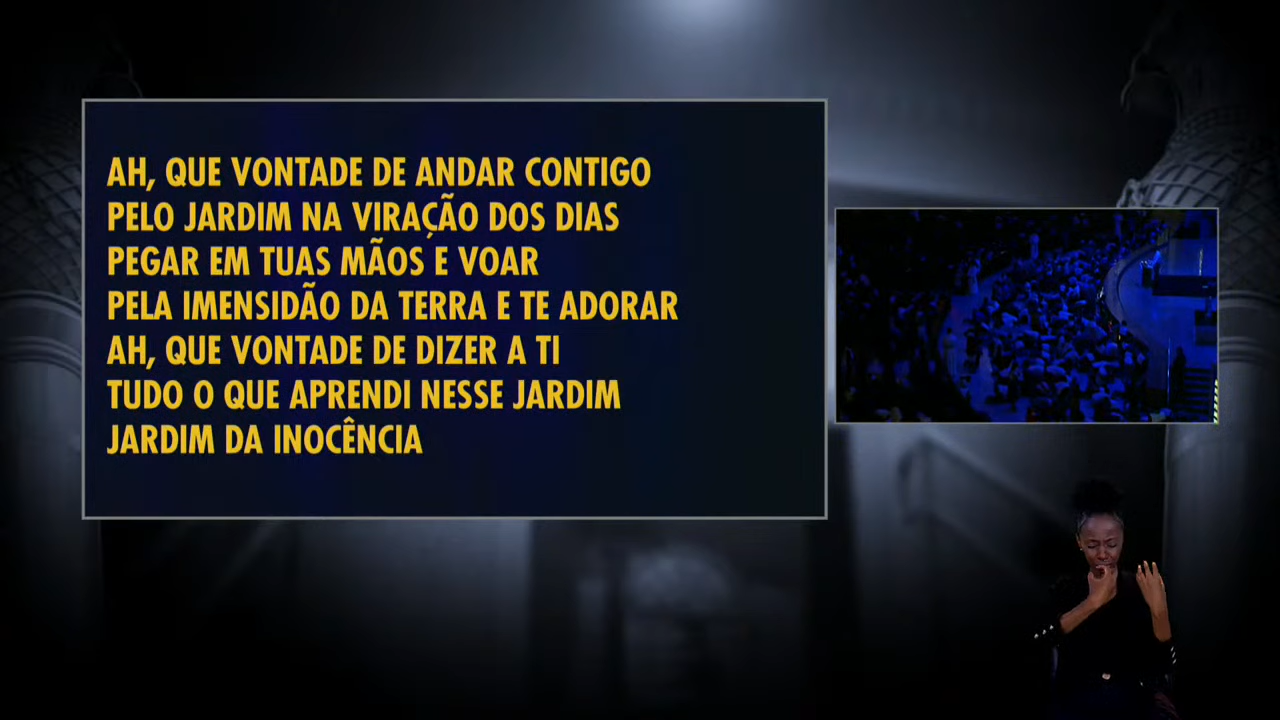 AH, QUE VONTADE DE ANDAR CONTIGO
PELO JARDIM NA VIRAÇÃO DOS DIAS
PEGAR EM TUAS MÃOS E VOAR
PELA IMENSIDÃO DA TERRA E TE ADORAR
AH, QUE VONTADE DE DIZER A TI
TUDO O QUE APRENDI NESSE JARDIM
JARDIM DA INOCÊNCIA